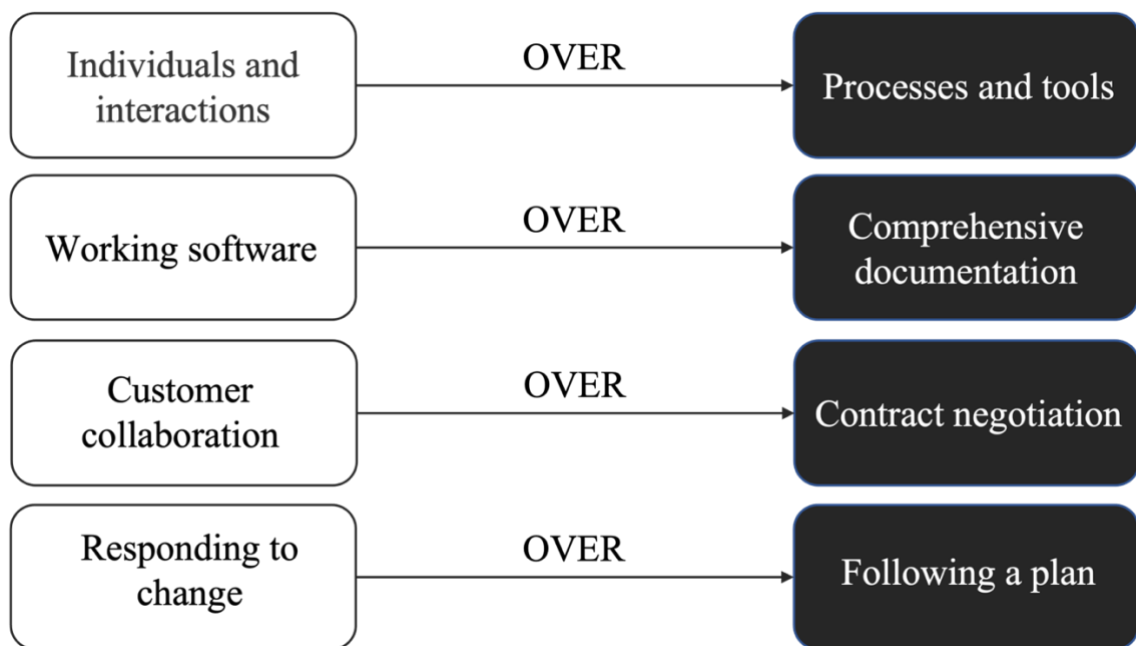 Individuals and
interactions
OVER
Processes and tools
Working software
OVER
Comprehensive
documentation
Customer
collaboration
OVER
Contract negotiation
Responding to
change
OVER
Following a plan